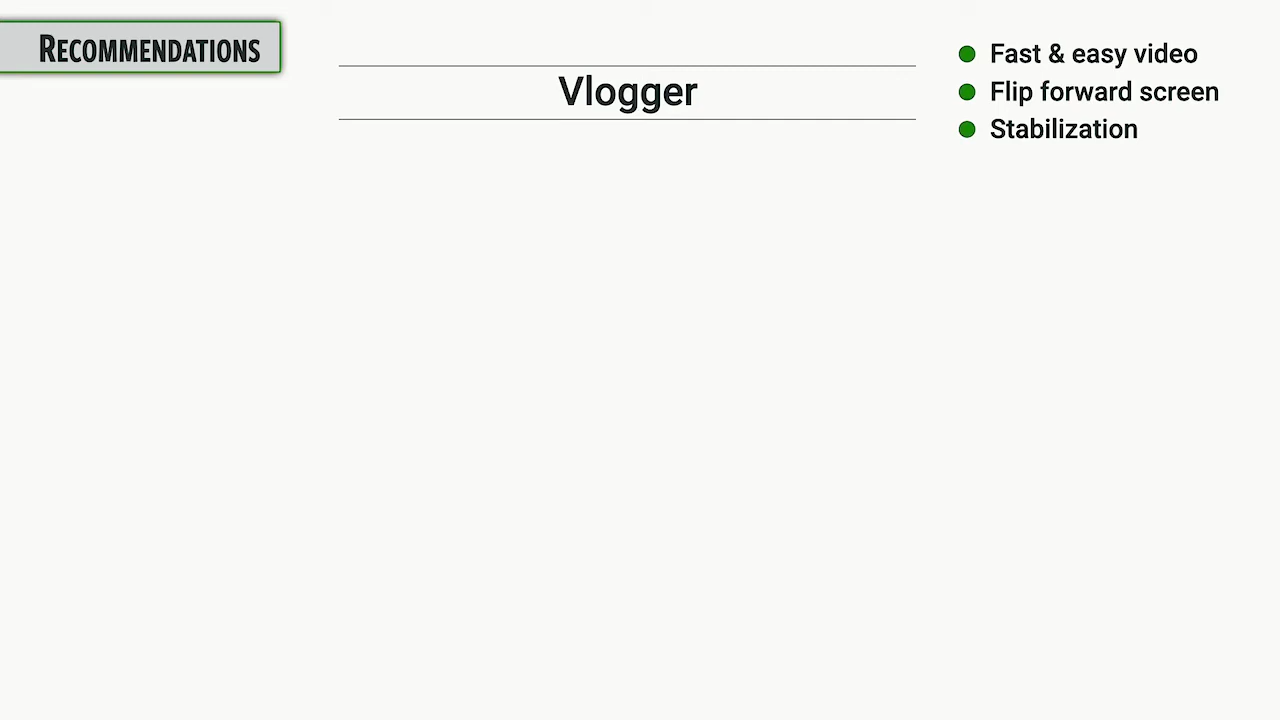 RECOMMENDATIONS
Vlogger
Fast & easy video
Flip forward screen
Stabilization